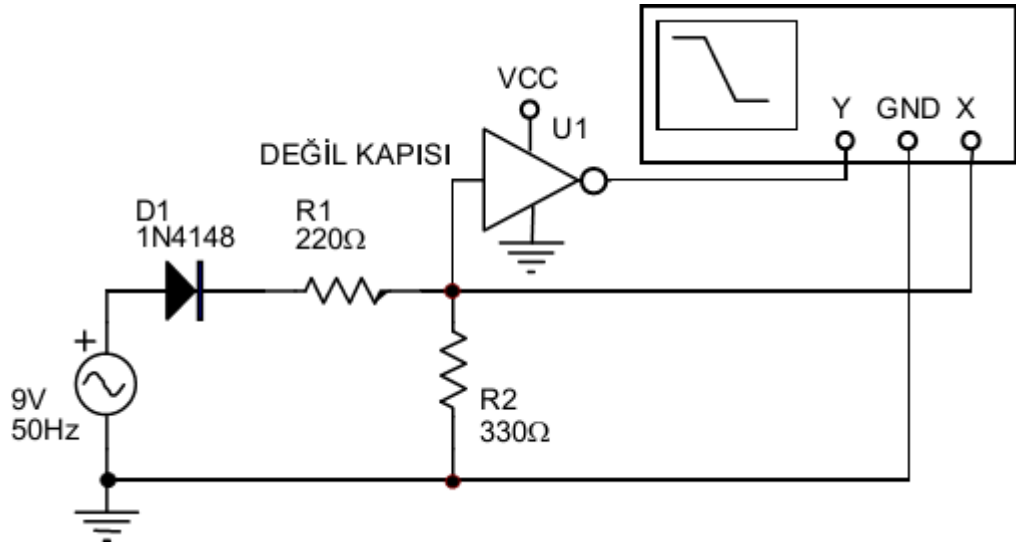 VCC
U1
Y GND X
DEĞİL KAPISI
D1
1N4148
R1
220Ω
+
9V
50Hz
R2
330Ω